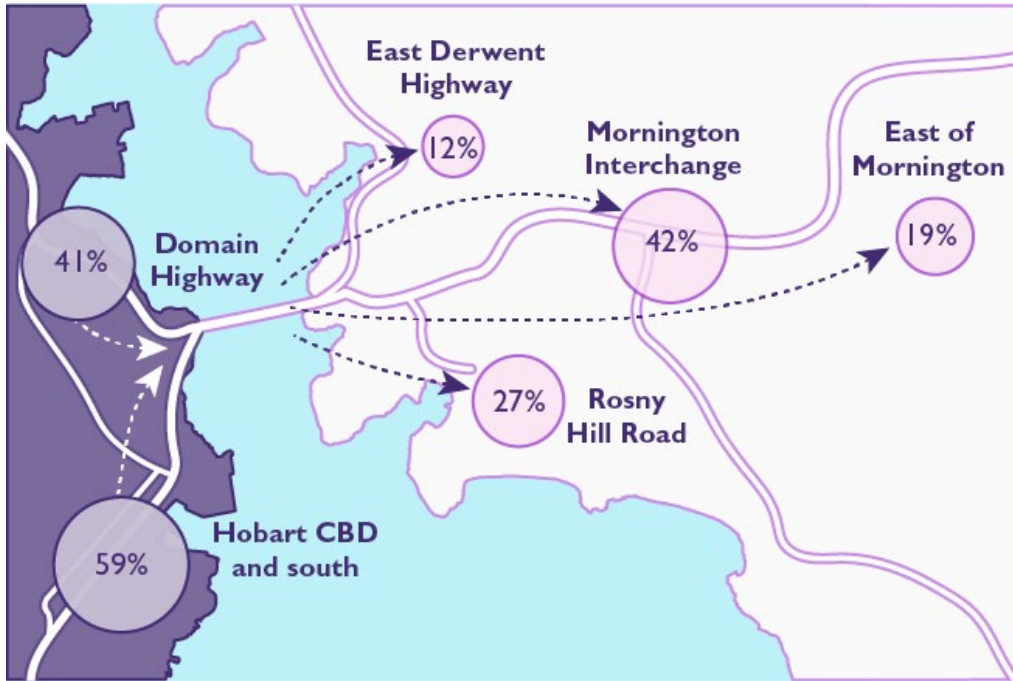 East Derwent
Highway
12%
Mornington
Interchange
42%
East of
Mornington
19%
Domain
Highway
41%
27%
Rosny
Hill Road
Hobart CBD
and south
59%